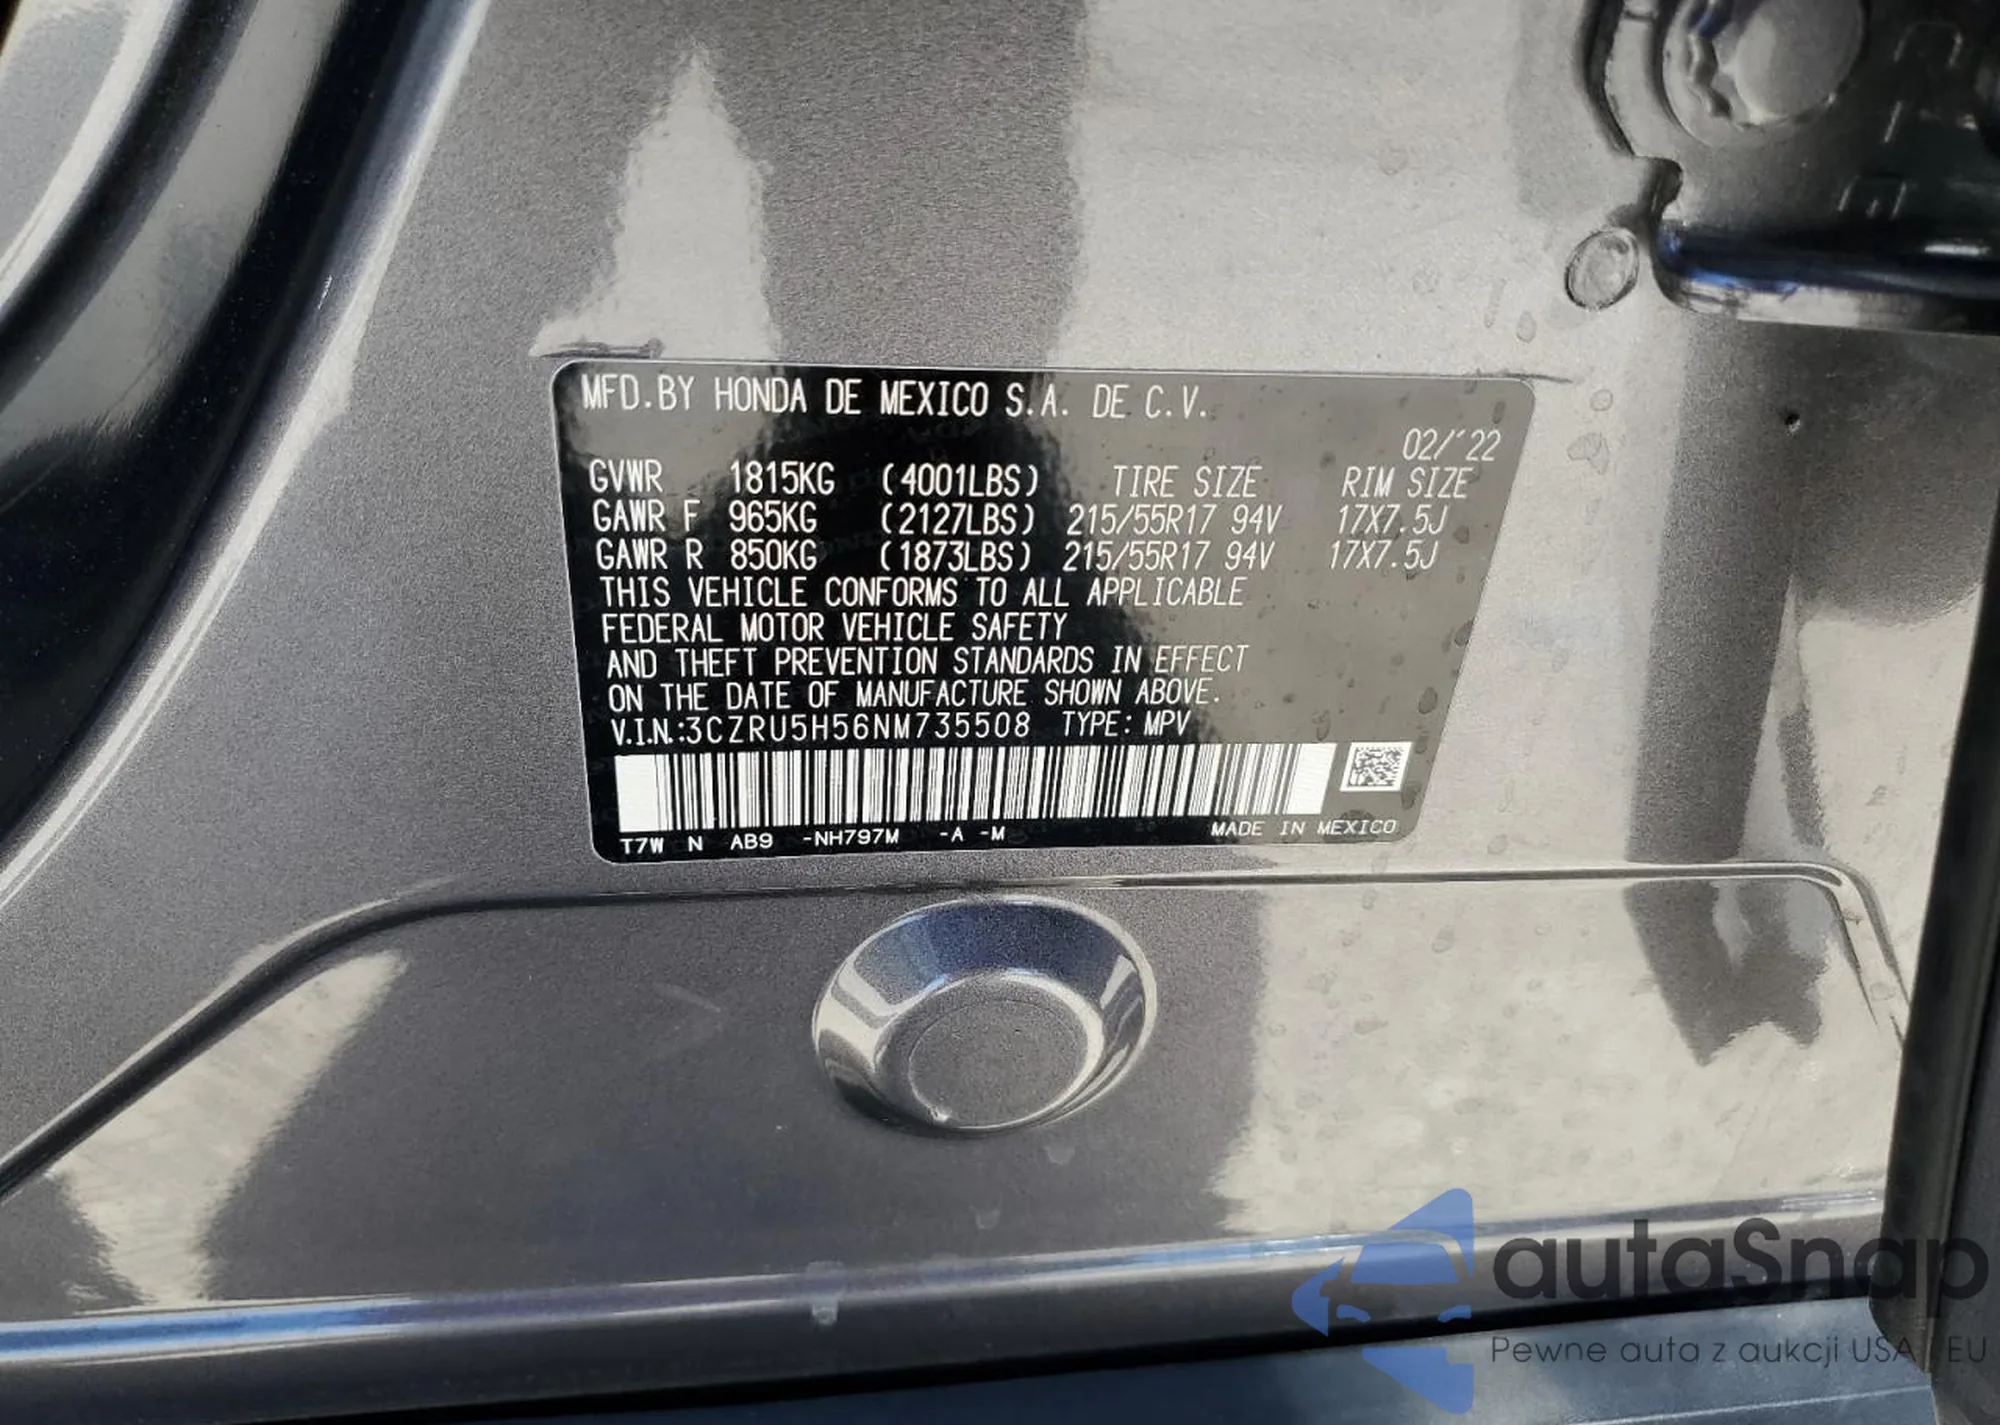 MFD.BY HONDA DE MEXICO S.A. DE C.V.
02/'22
GVWR 1815KG (4001LBS) TIRE SIZE RIM SIZE
GAWR F 965KG (2127LBS) 215/55R17 94V 17X7.5J
GAWR R 850KG (1873LBS) 215/55R17 94V 17X7.5J
THIS VEHICLE CONFORMS TO ALL APPLICABLE
FEDERAL MOTOR VEHICLE SAFETY
AND THEFT PREVENTION STANDARDS IN EFFECT
ON THE DATE OF MANUFACTURE SHOWN ABOVE.
V.I.N.:3CZRU5H56NM735508 TYPE: MPV
T7W N AB9 -NH797M -A -M MADE IN MEXICO
autoSnap
Pewne auta z aukcji USA i EU